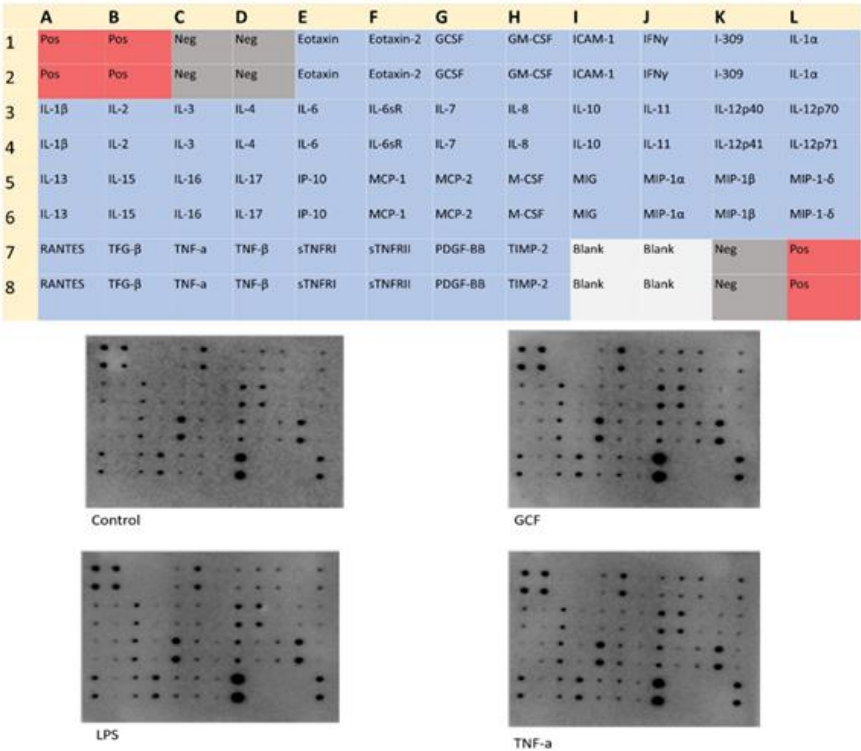 A B C D E F G H I J K L
1 Pos Pos Neg Neg Eotaxin Eotaxin-2 GCSF GM-CSF ICAM-1 IFNγ I-309 IL-1α
2 Pos Pos Neg Neg Eotaxin Eotaxin-2 GCSF GM-CSF ICAM-1 IFNγ I-309 IL-1α
3 IL-1β IL-2 IL-3 IL-4 IL-6 IL-6sR IL-7 IL-8 IL-10 IL-11 IL-12p40 IL-12p70
4 IL-1β IL-2 IL-3 IL-4 IL-6 IL-6sR IL-7 IL-8 IL-10 IL-11 IL-12p41 IL-12p71
5 IL-13 IL-15 IL-16 IL-17 IP-10 MCP-1 MCP-2 M-CSF MIG MIP-1α MIP-1β MIP-1-δ
6 IL-13 IL-15 IL-16 IL-17 IP-10 MCP-1 MCP-2 M-CSF MIG MIP-1α MIP-1β MIP-1-δ
7 RANTES TFG-β TNF-a TNF-β sTNFRI sTNFRII PDGF-BB TIMP-2 Blank Blank Neg Pos
8 RANTES TFG-β TNF-a TNF-β sTNFRI sTNFRII PDGF-BB TIMP-2 Blank Blank Neg Pos
Control
GCF
LPS
TNF-a